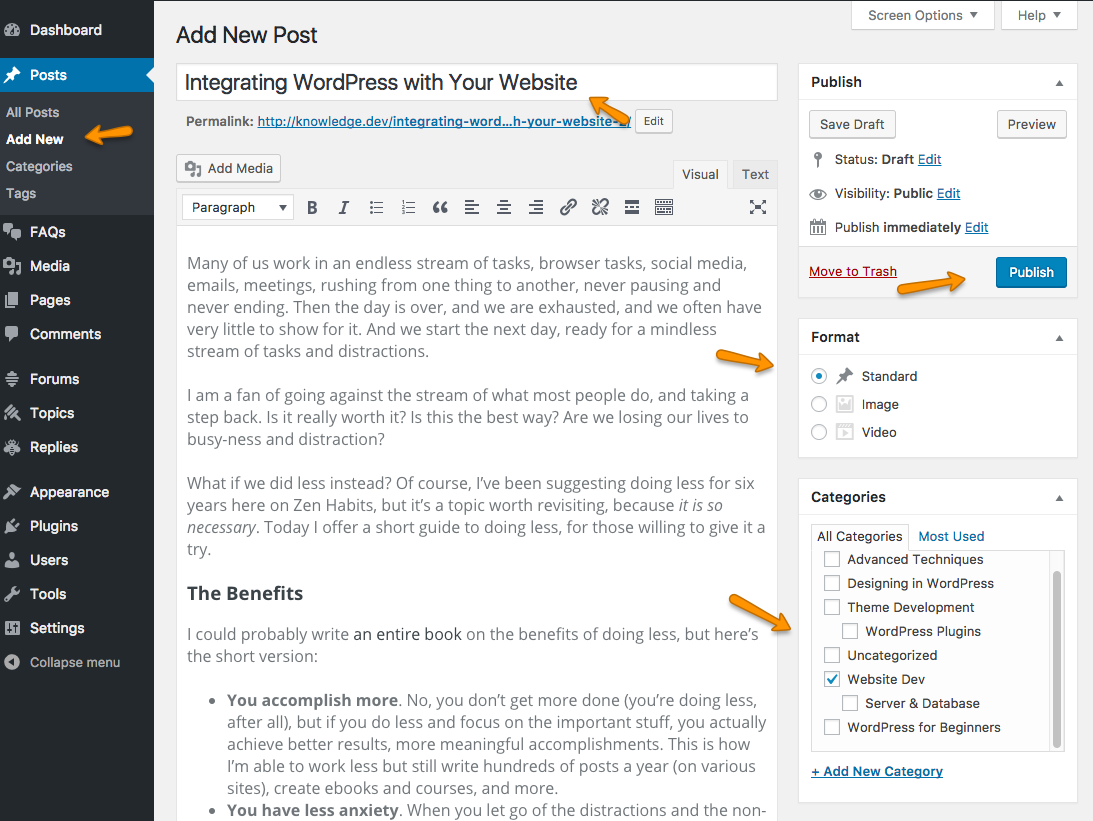 Dashboard
Posts
All Posts
Add New
Categories
Tags
FAQs
Media
Pages
Comments
Forums
Topics
Replies
Appearance
Plugins
Users
Tools
Settings
Collapse menu
Screen Options
Help
Add New Post
Integrating WordPress with Your Website
Permalink: http://knowledge.dev/integrating-word…h-your-website-2/ Edit
Add Media
Visual Text
Paragraph
Many of us work in an endless stream of tasks, browser tasks, social media,
emails, meetings, rushing from one thing to another, never pausing and
never ending. Then the day is over, and we are exhausted, and we often have
very little to show for it. And we start the next day, ready for a mindless
stream of tasks and distractions.
I am a fan of going against the stream of what most people do, and taking a
step back. Is it really worth it? Is this the best way? Are we losing our lives to
busy-ness and distraction?
What if we did less instead? Of course, I’ve been suggesting doing less for six
years here on Zen Habits, but it’s a topic worth revisiting, because it is so
necessary. Today I offer a short guide to doing less, for those willing to give it a
try.
The Benefits
I could probably write an entire book on the benefits of doing less, but here’s
the short version:
• You accomplish more. No, you don’t get more done (you’re doing less,
after all), but if you do less and focus on the important stuff, you actually
achieve better results, more meaningful accomplishments. This is how
I’m able to work less but still write hundreds of posts a year (on various
sites), create ebooks and courses, and more.
• You have less anxiety. When you let go of the distractions and the non-
Publish
Save Draft Preview
Status: Draft Edit
Visibility: Public Edit
Publish immediately Edit
Move to Trash Publish
Format
Standard
Image
Video
Categories
All Categories Most Used
Advanced Techniques
Designing in WordPress
Theme Development
WordPress Plugins
Uncategorized
Website Dev
Server & Database
WordPress for Beginners
+ Add New Category